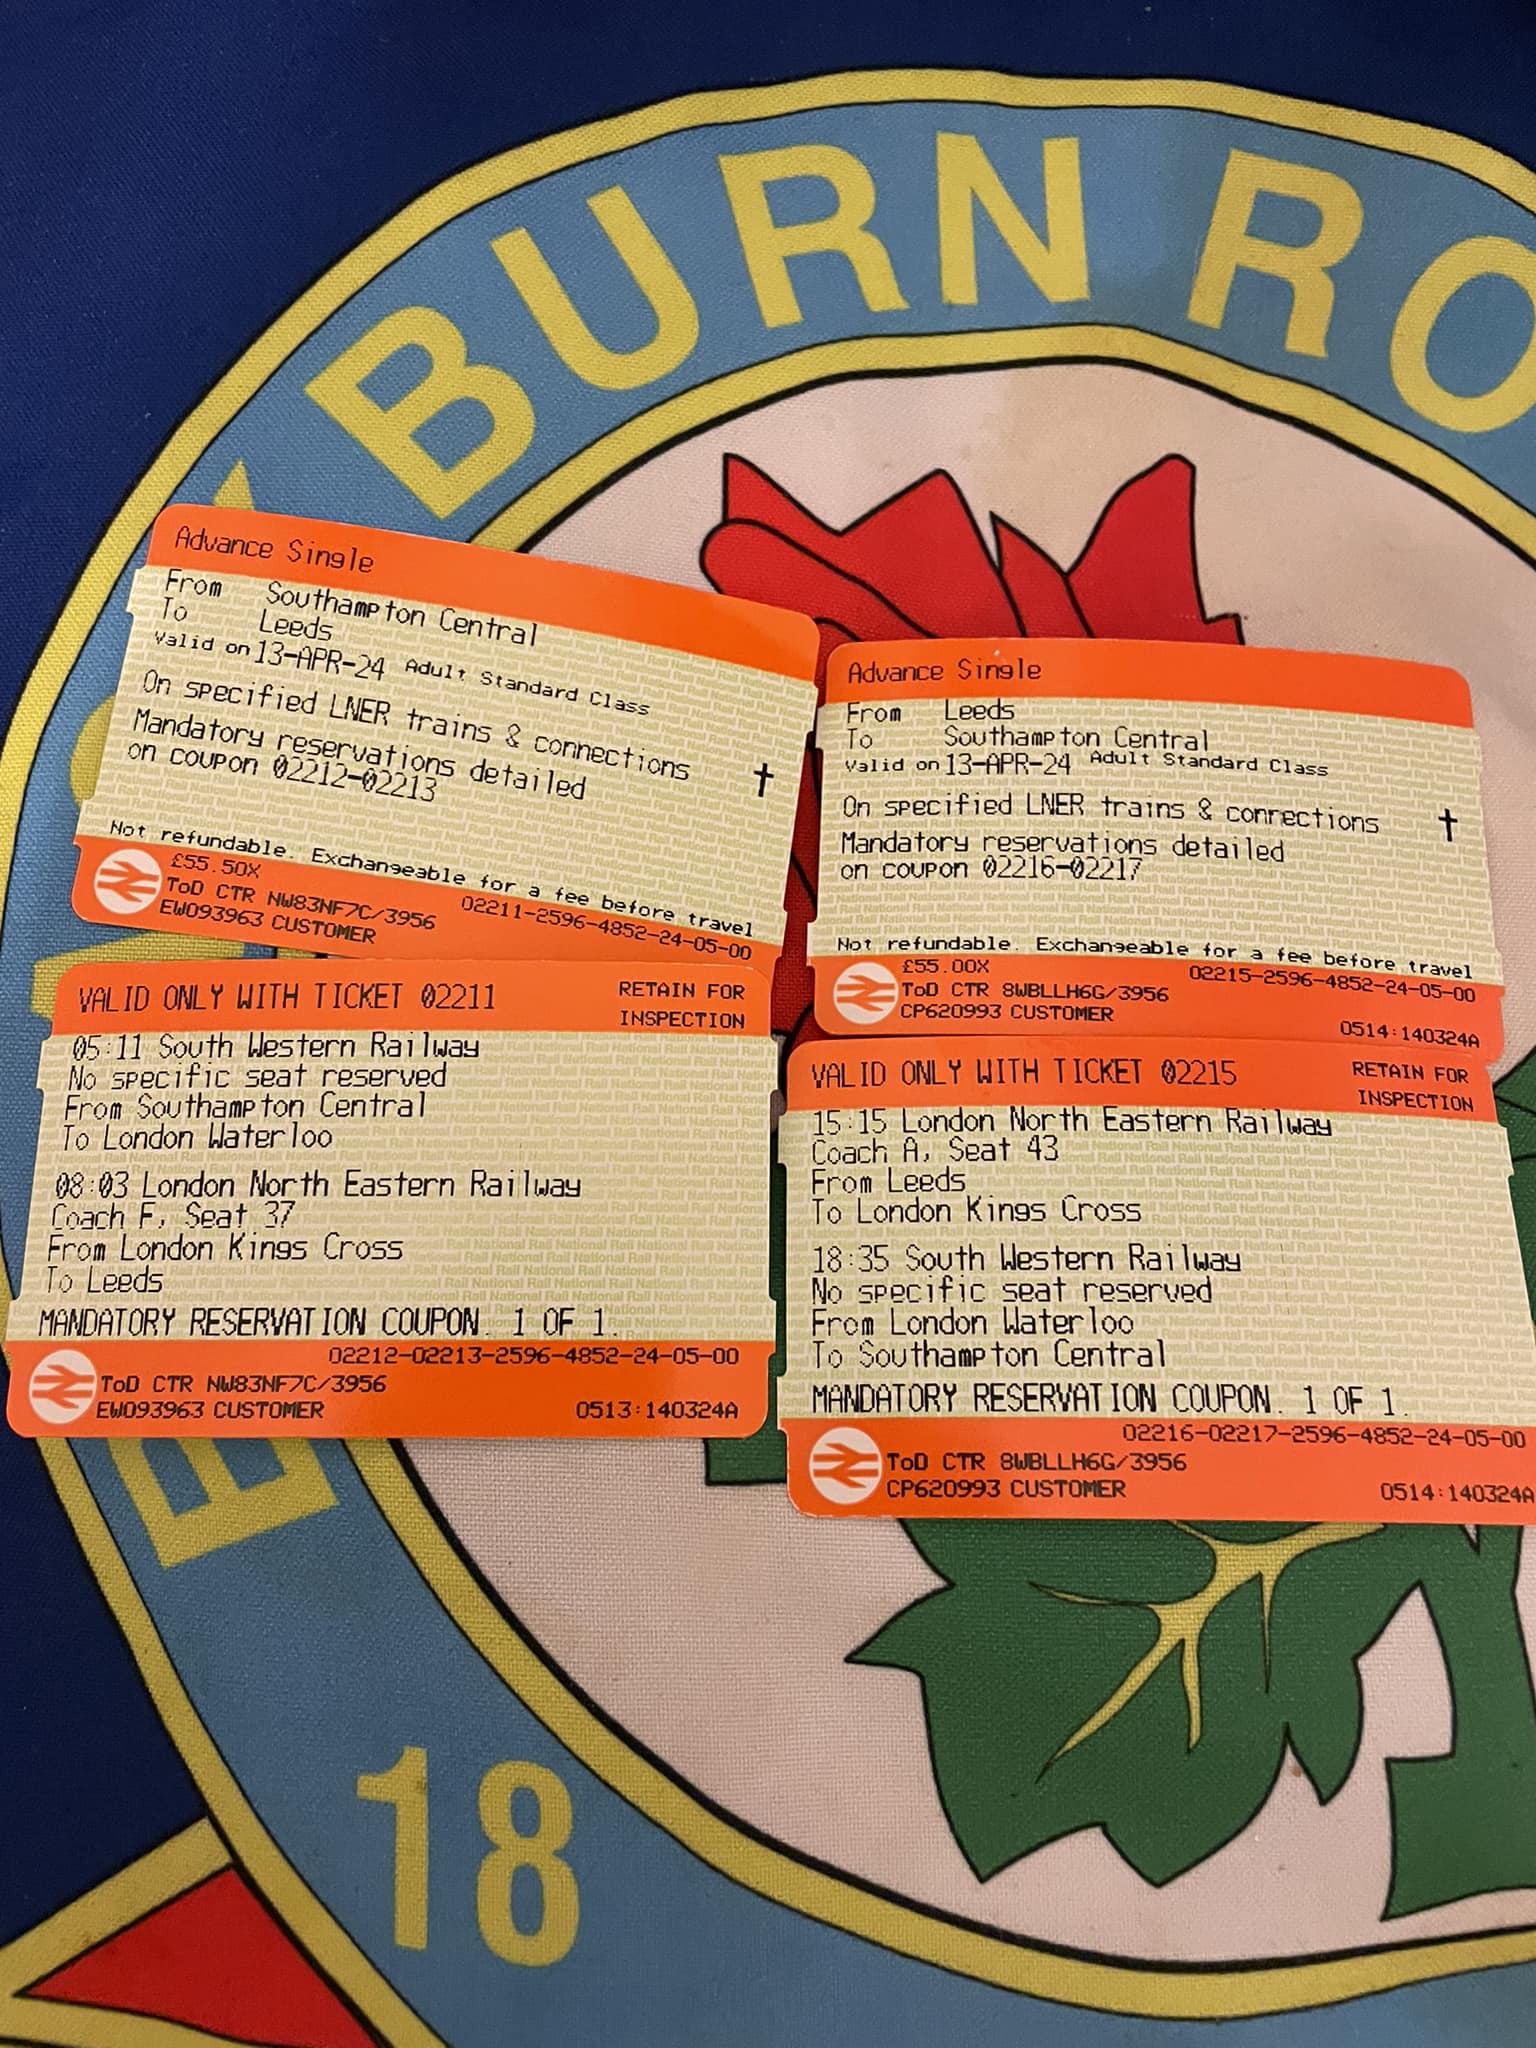 BURN RO
Advance Single
From Southampton Central
To Leeds
Valid on 13-APR-24 Adult Standard Class
On specified LNER trains & connections
Mandatory reservations detailed
on coupon 02212-02213
Not refundable. Exchangeable for a fee before travel
£55.50X
02211-2596-4852-24-05-00
ToD CTR NW83NF7C/3956
EW093963 CUSTOMER
Advance Single
From Leeds
To Southampton Central
Valid on 13-APR-24 Adult Standard Class
On specified LNER trains & connections
Mandatory reservations detailed
on coupon 02216-02217
Not refundable. Exchangeable for a fee before travel
£55.00X
02215-2596-4852-24-05-00
ToD CTR 8WBLLH6G/3956
CP620993 CUSTOMER
0514:140324A
VALID ONLY WITH TICKET 02211
RETAIN FOR
INSPECTION
05:11 South Western Railway
No specific seat reserved
From Southampton Central
To London Waterloo
08:03 London North Eastern Railway
Coach F, Seat 37
From London Kings Cross
To Leeds
MANDATORY RESERVATION COUPON. 1 OF 1.
02212-02213-2596-4852-24-05-00
ToD CTR NW83NF7C/3956
EW093963 CUSTOMER
0513:140324A
VALID ONLY WITH TICKET 02215
RETAIN FOR
INSPECTION
15:15 London North Eastern Railway
Coach A, Seat 43
From Leeds
To London Kings Cross
18:35 South Western Railway
No specific seat reserved
From London Waterloo
To Southampton Central
MANDATORY RESERVATION COUPON. 1 OF 1.
02216-02217-2596-4852-24-05-00
ToD CTR 8WBLLH6G/3956
CP620993 CUSTOMER
0514:140324A
18